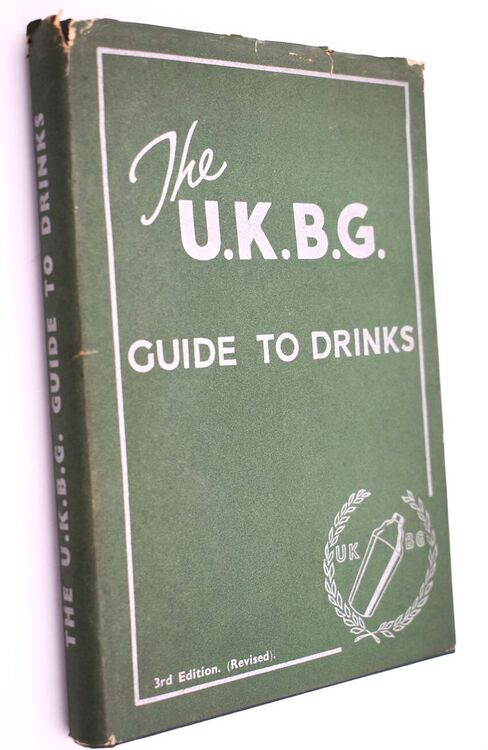 The
U.K.B.G.
GUIDE TO DRINKS
UK BG
3rd Edition. (Revised).
THE U.K.B.G. GUIDE TO DRINKS